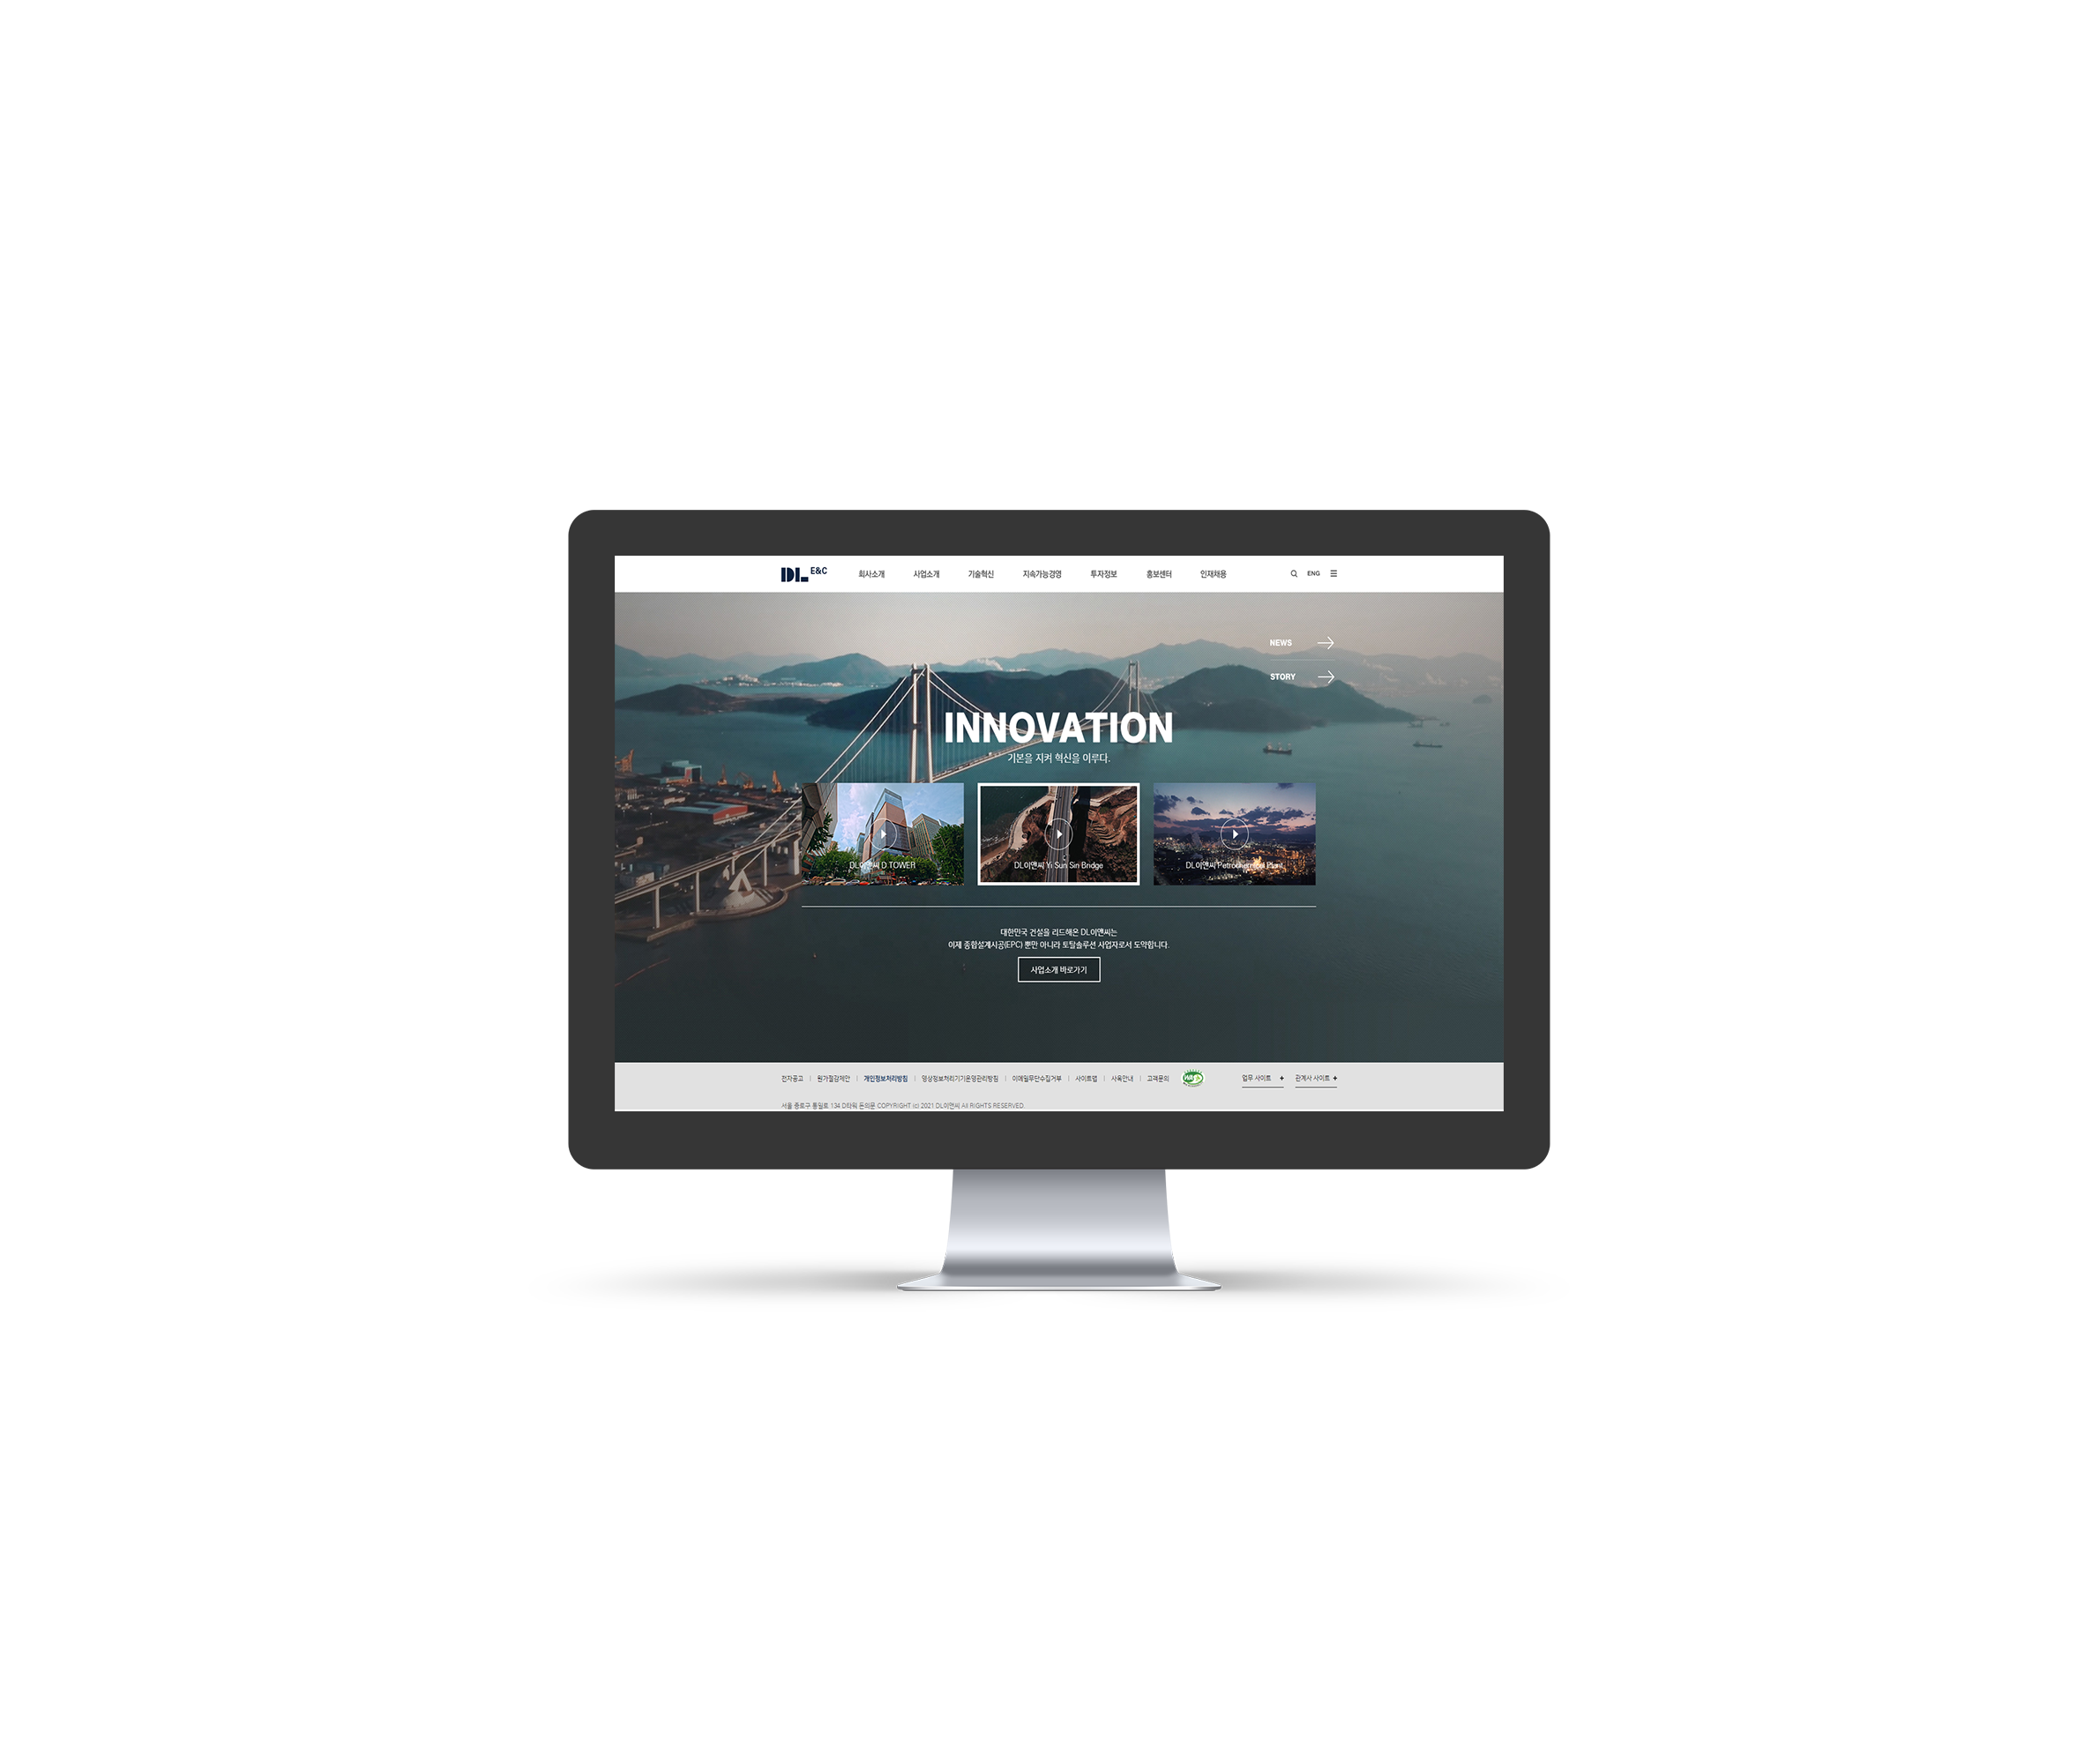 DL E&C 회사소개 사업소개 기술혁신 지속가능경영 투자정보 홍보센터 인재채용 ENG
NEWS
STORY
INNOVATION
기본을 지켜 혁신을 이루다.
DL이앤씨 D TOWER
DL이앤씨 Yi Sun Sin Bridge
DL이앤씨 Petrochemical Plant
대한민국 건설을 리드해온 DL이앤씨는
이제 종합설계시공(EPC) 뿐만 아니라 토탈솔루션 사업자로서 도약합니다.
사업소개 바로가기
전자공고 | 원가절감제안 | 개인정보처리방침 | 영상정보처리기기운영관리방침 | 이메일무단수집거부 | 사이트맵 | 사옥안내 | 고객문의 업무 사이트 + 관계사 사이트 +
서울 종로구 통일로 134 D타워 돈의문 COPYRIGHT (c) 2021 DL이앤씨 All RIGHTS RESERVED.